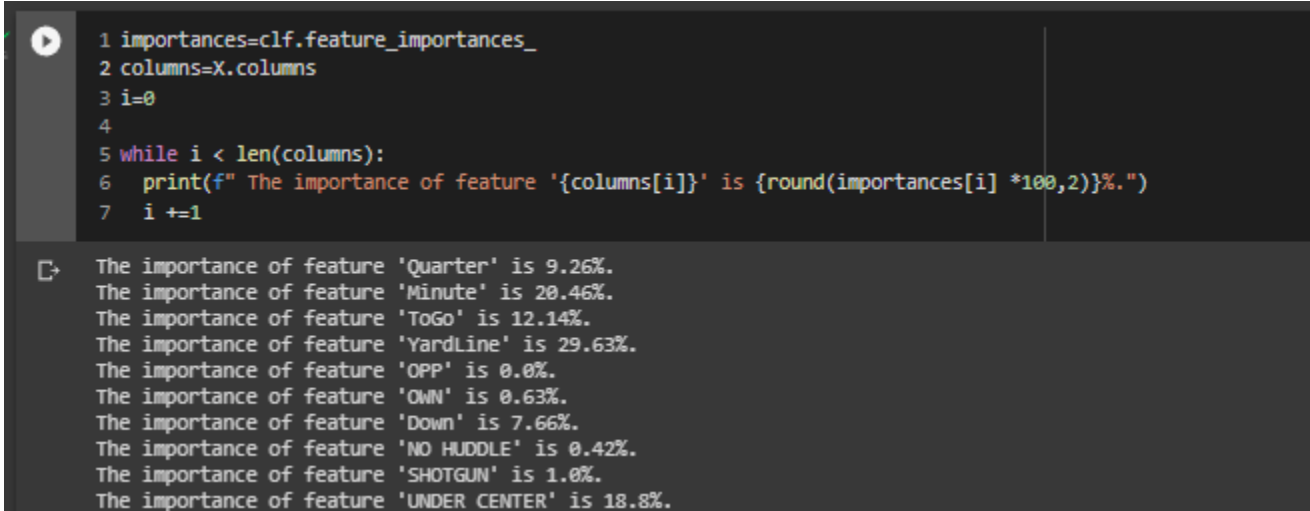 1 importances=clf.feature_importances_
2 columns=X.columns
3 i=0
4
5 while i < len(columns):
6   print(f" The importance of feature '{columns[i]}' is {round(importances[i] *100,2)}%.")
7   i +=1
The importance of feature 'Quarter' is 9.26%.
The importance of feature 'Minute' is 20.46%.
The importance of feature 'ToGo' is 12.14%.
The importance of feature 'YardLine' is 29.63%.
The importance of feature 'OPP' is 0.0%.
The importance of feature 'OWN' is 0.63%.
The importance of feature 'Down' is 7.66%.
The importance of feature 'NO HUDDLE' is 0.42%.
The importance of feature 'SHOTGUN' is 1.0%.
The importance of feature 'UNDER CENTER' is 18.8%.